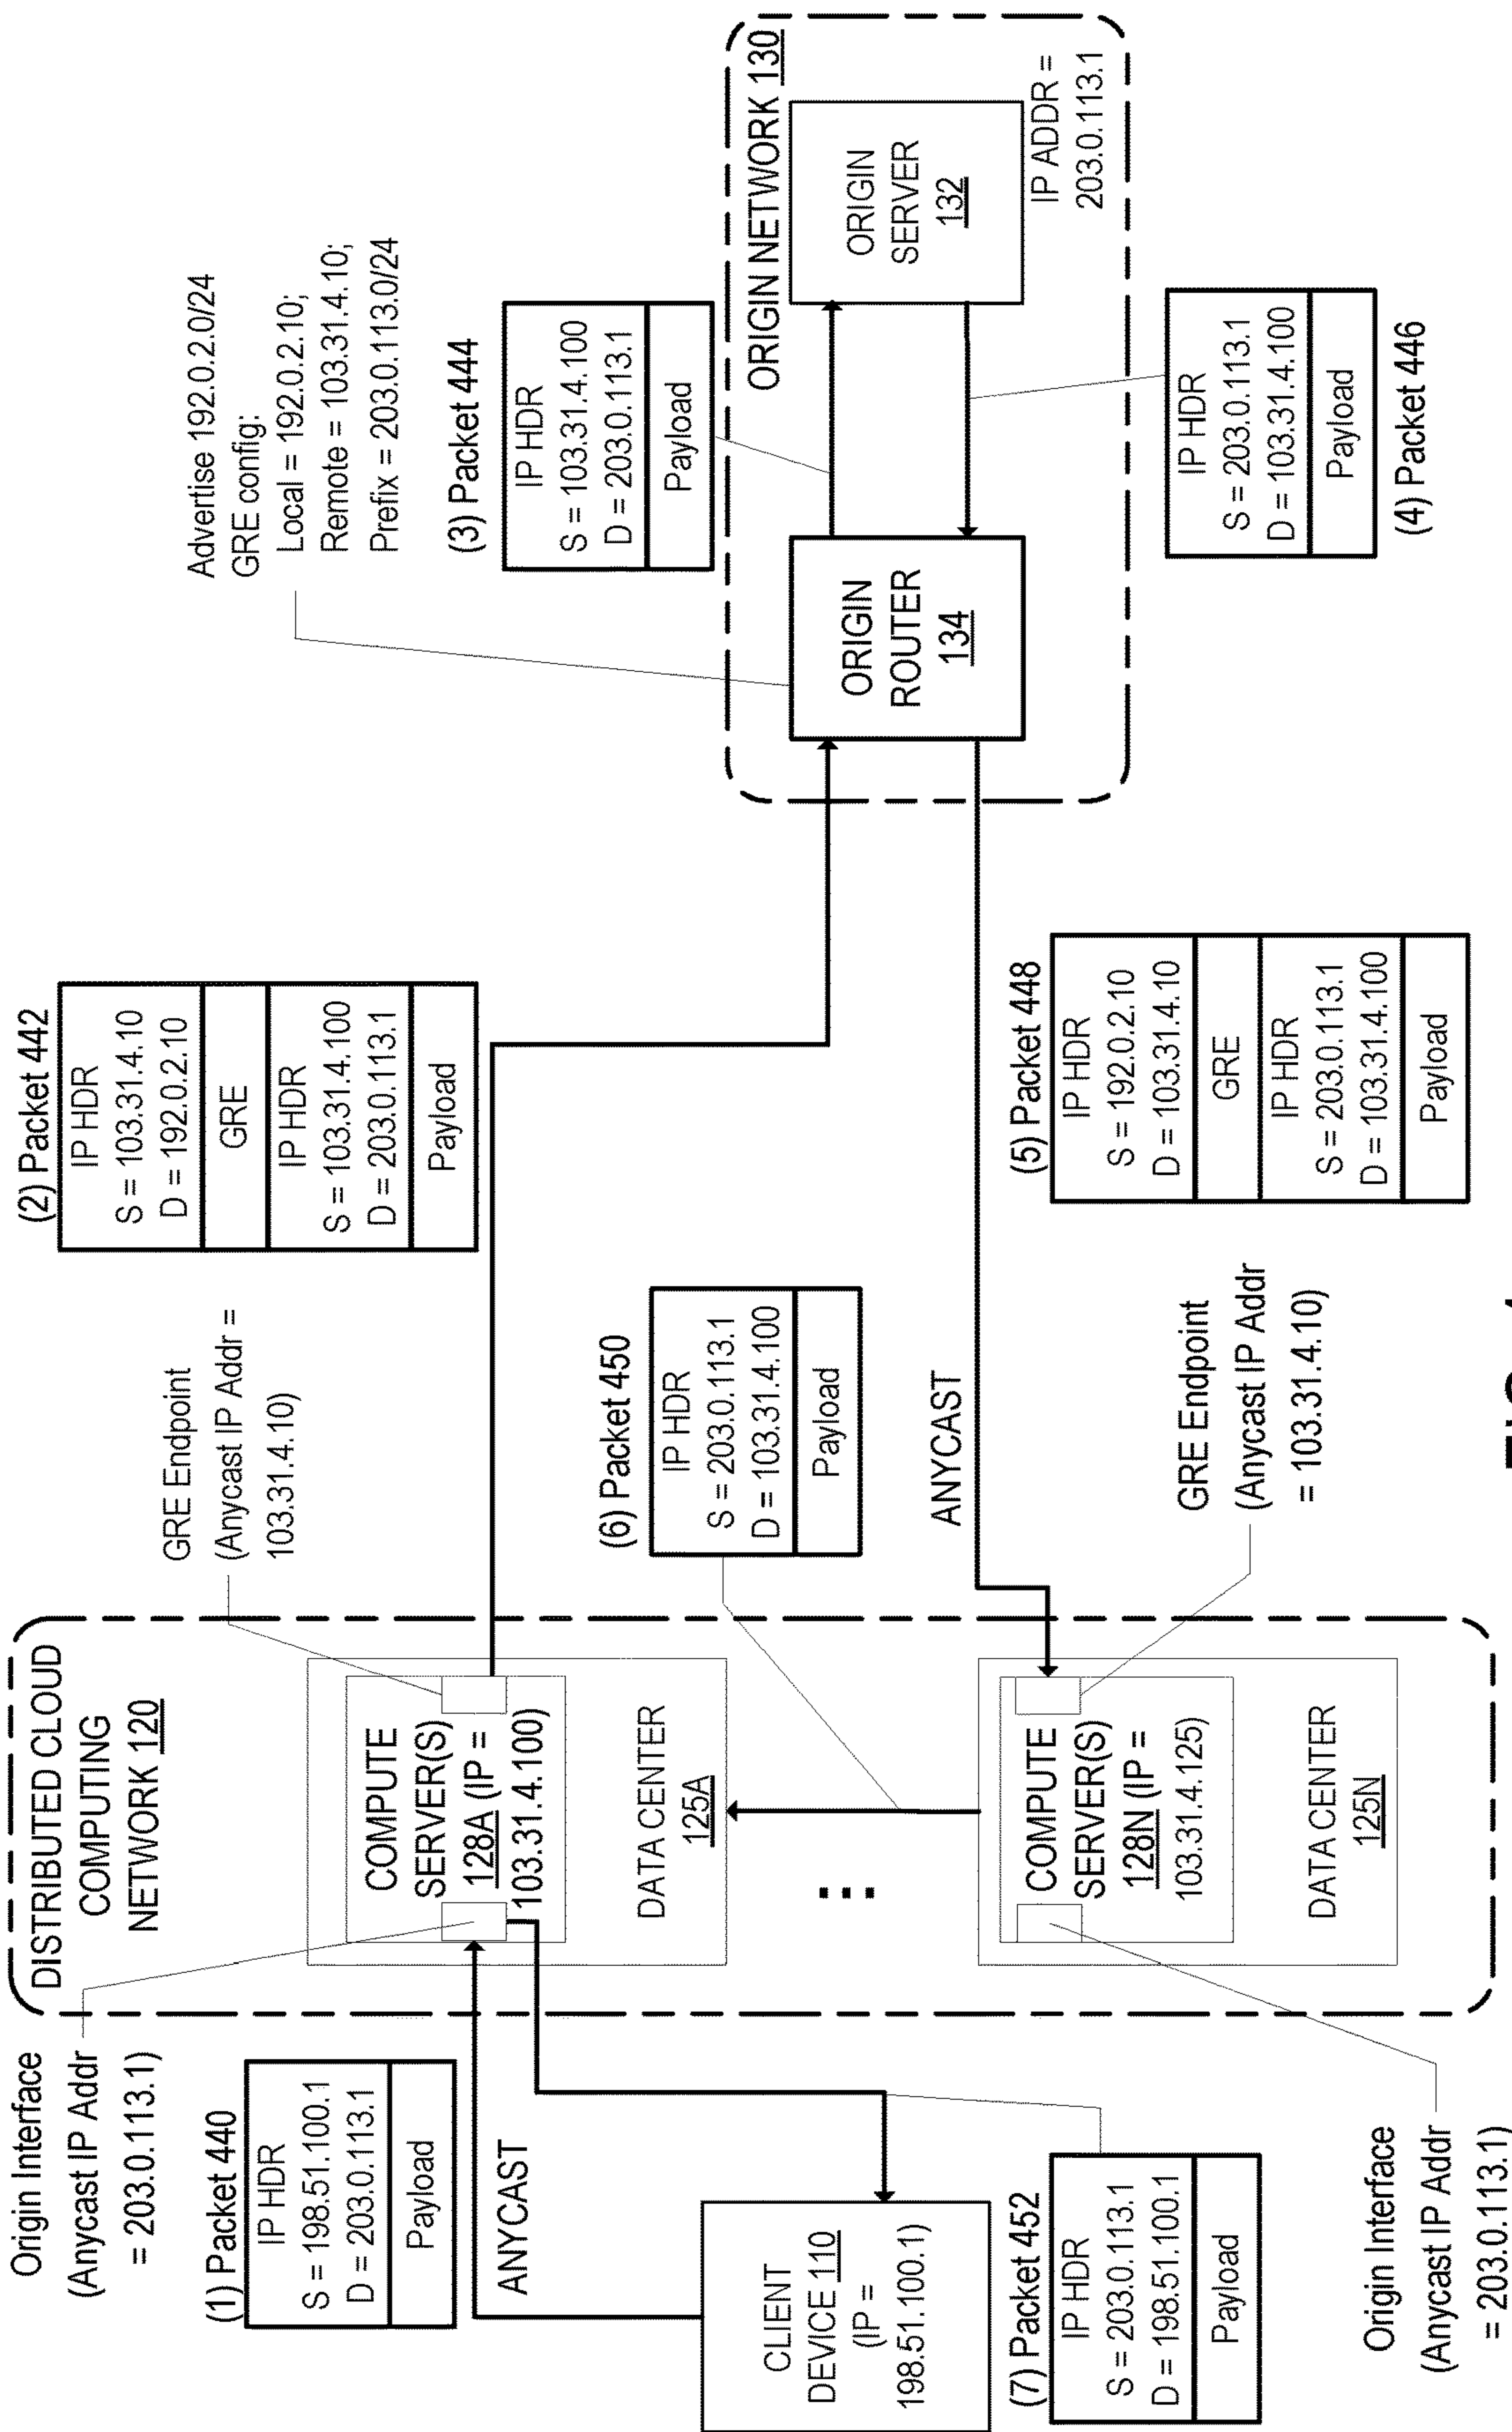 Origin Interface
(Anycast IP Addr
= 203.0.113.1)
(1) Packet 440
IP HDR
S = 198.51.100.1
D = 203.0.113.1
Payload
ANYCAST
CLIENT
DEVICE 110
(IP =
198.51.100.1)
(7) Packet 452
IP HDR
S = 203.0.113.1
D = 198.51.100.1
Payload
Origin Interface
(Anycast IP Addr
= 203.0.113.1)
DISTRIBUTED CLOUD
COMPUTING
NETWORK 120
COMPUTE
SERVER(S)
128A (IP =
103.31.4.100)
DATA CENTER
125A
...
COMPUTE
SERVER(S)
128N (IP =
103.31.4.125)
DATA CENTER
125N
GRE Endpoint
(Anycast IP Addr =
103.31.4.10)
(6) Packet 450
IP HDR
S = 203.0.113.1
D = 103.31.4.100
Payload
ANYCAST
GRE Endpoint
(Anycast IP Addr
= 103.31.4.10)
(2) Packet 442
IP HDR
S = 103.31.4.10
D = 192.0.2.10
GRE
IP HDR
S = 103.31.4.100
D = 203.0.113.1
Payload
(5) Packet 448
IP HDR
S = 192.0.2.10
D = 103.31.4.10
GRE
IP HDR
S = 203.0.113.1
D = 103.31.4.100
Payload
Advertise 192.0.2.0/24
GRE config:
Local = 192.0.2.10;
Remote = 103.31.4.10;
Prefix = 203.0.113.0/24
(3) Packet 444
IP HDR
S = 103.31.4.100
D = 203.0.113.1
Payload
ORIGIN NETWORK 130
ORIGIN
ROUTER
134
ORIGIN
SERVER
132
IP ADDR =
203.0.113.1
IP HDR
S = 203.0.113.1
D = 103.31.4.100
Payload
(4) Packet 446